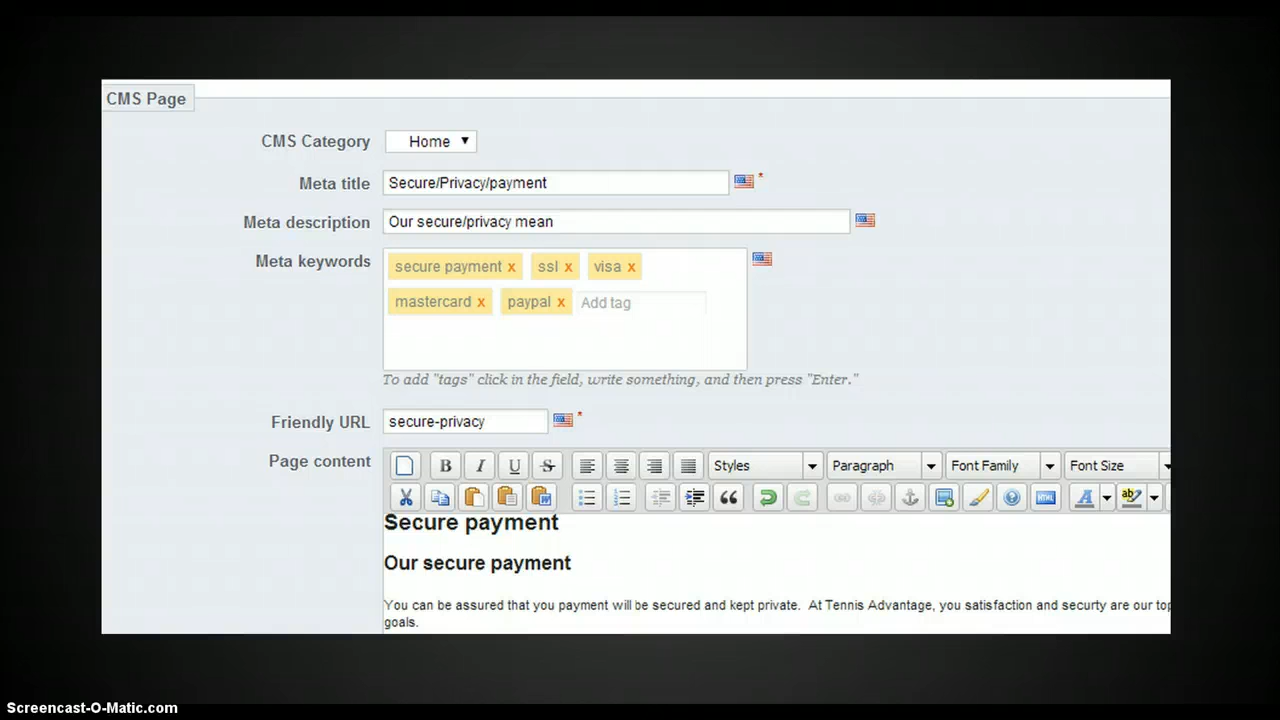 CMS Page
CMS Category Home
Meta title Secure/Privacy/payment *
Meta description Our secure/privacy mean
Meta keywords secure payment x ssl x visa x
mastercard x paypal x Add tag
To add "tags" click in the field, write something, and then press "Enter."
Friendly URL secure-privacy *
Page content B I U S Styles Paragraph Font Family Font Size
HTML A ab
Secure payment
Our secure payment
You can be assured that you payment will be secured and kept private. At Tennis Advantage, you satisfaction and securty are our top
goals.
Screencast-O-Matic.com